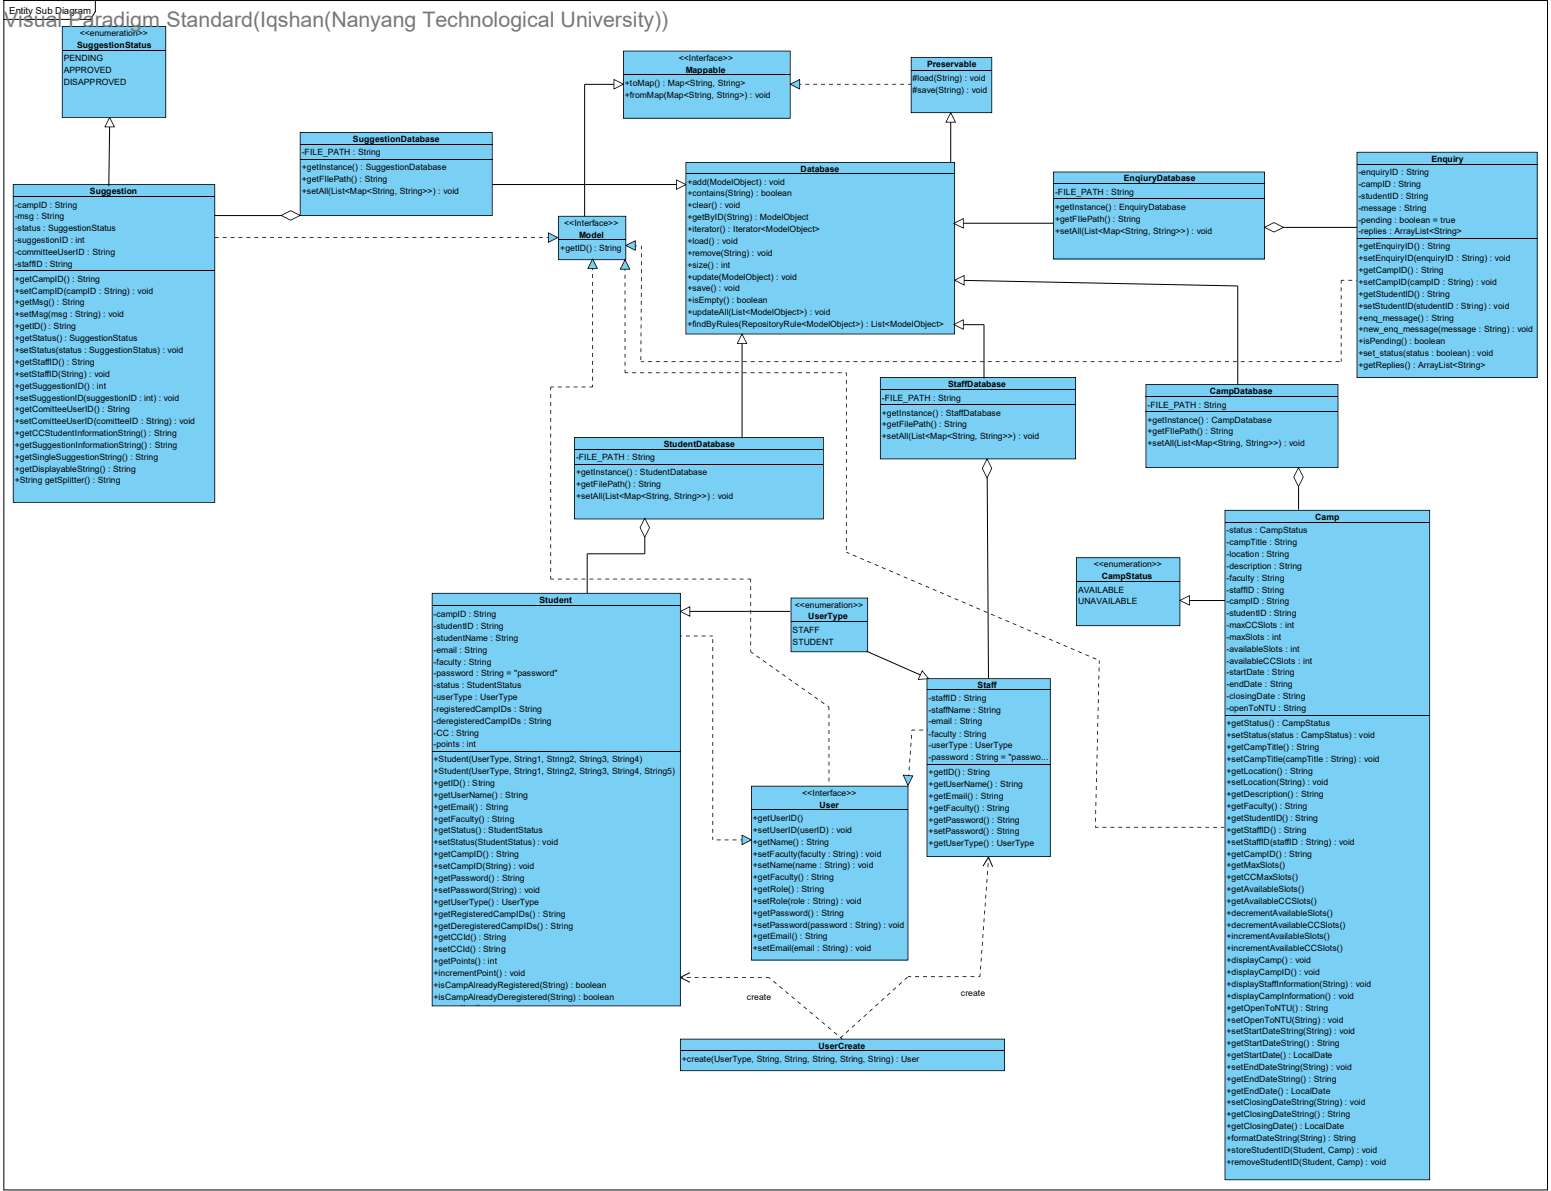 Entity Sub Diagram
Visual Paradigm Standard(Iqshan(Nanyang Technological University))
<<enumeration>>
SuggestionStatus
PENDING
APPROVED
DISAPPROVED
<<Interface>>
Mappable
+toMap() : Map<String, String>
+fromMap(Map<String, String>) : void
Preservable
#load(String) : void
#save(String) : void
SuggestionDatabase
-FILE_PATH : String
+getInstance() : SuggestionDatabase
+getFIlePath() : String
+setAll(List<Map<String, String>>) : void
Database
+add(ModelObject) : void
+contains(String) : boolean
+clear() : void
+getByID(String) : ModelObject
+iterator() : Iterator<ModelObject>
+load() : void
+remove(String) : void
+size() : int
+update(ModelObject) : void
+save() : void
+isEmpty() : boolean
+updateAll(List<ModelObject>) : void
+findByRules(RepositoryRule<ModelObject>) : List<ModelObject>
EnqiuryDatabase
-FILE_PATH : String
+getInstance() : EnquiryDatabase
+getFIlePath() : String
+setAll(List<Map<String, String>>) : void
Enquiry
-enquiryID : String
-campID : String
-studentID : String
-message : String
-pending : boolean = true
-replies : ArrayList<String>
+getEnquiryID() : String
+setEnquiryID(enquiryID : String) : void
+getCampID() : String
+setCampID(campID : String) : void
+getStudentID() : String
+setStudentID(studentID : String) : void
+enq_message() : String
+new_enq_message(message : String) : void
+isPending() : boolean
+set_status(status : boolean) : void
+getReplies() : ArrayList<String>
Suggestion
-campID : String
-msg : String
-status : SuggestionStatus
-suggestionID : int
-committeeUserID : String
-staffID : String
+getCampID() : String
+setCampID(campID : String) : void
+getMsg() : String
+setMsg(msg : String) : void
+getID() : String
+getStatus() : SuggestionStatus
+setStatus(status : SuggestionStatus) : void
+getStaffID() : String
+setStaffID(String) : void
+getSuggestionID() : int
+setSuggestionID(suggestionID : int) : void
+getComitteeUserID() : String
+setComitteeUserID(comitteeID : String) : void
+getCCStudentInformationString() : String
+getSuggestionInformationString() : String
+getSingleSuggestionString() : String
+getDisplayableString() : String
+String getSplitter() : String
<<Interface>>
Model
+getID() : String
StaffDatabase
-FILE_PATH : String
+getInstance() : StaffDatabase
+getFilePath() : String
+setAll(List<Map<String, String>>) : void
CampDatabase
-FILE_PATH : String
+getInstance() : CampDatabase
+getFIlePath() : String
+setAll(List<Map<String, String>>) : void
StudentDatabase
-FILE_PATH : String
+getInstance() : StudentDatabase
+getFilePath() : String
+setAll(List<Map<String, String>>) : void
Camp
-status : CampStatus
-campTitle : String
-location : String
-description : String
-faculty : String
-staffID : String
-campID : String
-studentID : String
-maxCCSlots : int
-maxSlots : int
-availableSlots : int
-availableCCSlots : int
-startDate : String
-endDate : String
-closingDate : String
-openToNTU : String
+getStatus() : CampStatus
+setStatus(status : CampStatus) : void
+getCampTitle() : String
+setCampTitle(campTitle : String) : void
+getLocation() : String
+setLocation(String) : void
+getDescription() : String
+getFaculty() : String
+getStudentID() : String
+getStaffID() : String
+setStaffID(staffID : String) : void
+getCampID() : String
+getMaxSlots()
+getCCMaxSlots()
+getAvailableSlots()
+getAvailableCCSlots()
+decrementAvailableSlots()
+decrementAvailableCCSlots()
+incrementAvailableSlots()
+incrementAvailableCCSlots()
+displayCamp() : void
+displayCampID() : void
+displayStaffInformation(String) : void
+displayCampInformation() : void
+getOpenToNTU() : String
+setOpenToNTU(String) : void
+setStartDateString(String) : void
+getStartDateString() : String
+getStartDate() : LocalDate
+setEndDateString(String) : void
+getEndDateString() : String
+getEndDate() : LocalDate
+setClosingDateString(String) : void
+getClosingDateString() : String
+getClosingDate() : LocalDate
+formatDateString(String) : String
+storeStudentID(Student, Camp) : void
+removeStudentID(Student, Camp) : void
<<enumeration>>
CampStatus
AVAILABLE
UNAVAILABLE
Student
-campID : String
-studentID : String
-studentName : String
-email : String
-faculty : String
-password : String = "password"
-status : StudentStatus
-userType : UserType
-registeredCampIDs : String
-deregisteredCampIDs : String
-CC : String
-points : int
+Student(UserType, String1, String2, String3, String4)
+Student(UserType, String1, String2, String3, String4, String5)
+getID() : String
+getUserName() : String
+getEmail() : String
+getFaculty() : String
+getStatus() : StudentStatus
+setStatus(StudentStatus) : void
+getCampID() : String
+setCampID(String) : void
+getPassword() : String
+setPassword(String) : void
+getUserType() : UserType
+getRegisteredCampIDs() : String
+getDeregisteredCampIDs() : String
+getCCId() : String
+setCCId() : String
+getPoints() : int
+incrementPoint() : void
+isCampAlreadyRegistered(String) : boolean
+isCampAlreadyDeregistered(String) : boolean
<<enumeration>>
UserType
STAFF
STUDENT
Staff
-staffID : String
-staffName : String
-email : String
-faculty : String
-userType : UserType
-password : String = "passwo...
+getID() : String
+getUserName() : String
+getEmail() : String
+getFaculty() : String
+getPassword() : String
+setPassword() : String
+getUserType() : UserType
<<Interface>>
User
+getUserID()
+setUserID(userID) : void
+getName() : String
+setFaculty(faculty : String) : void
+setName(name : String) : void
+getFaculty() : String
+getRole() : String
+setRole(role : String) : void
+getPassword() : String
+setPassword(password : String) : void
+getEmail() : String
+setEmail(email : String) : void
create
create
UserCreate
+create(UserType, String, String, String, String, String) : User